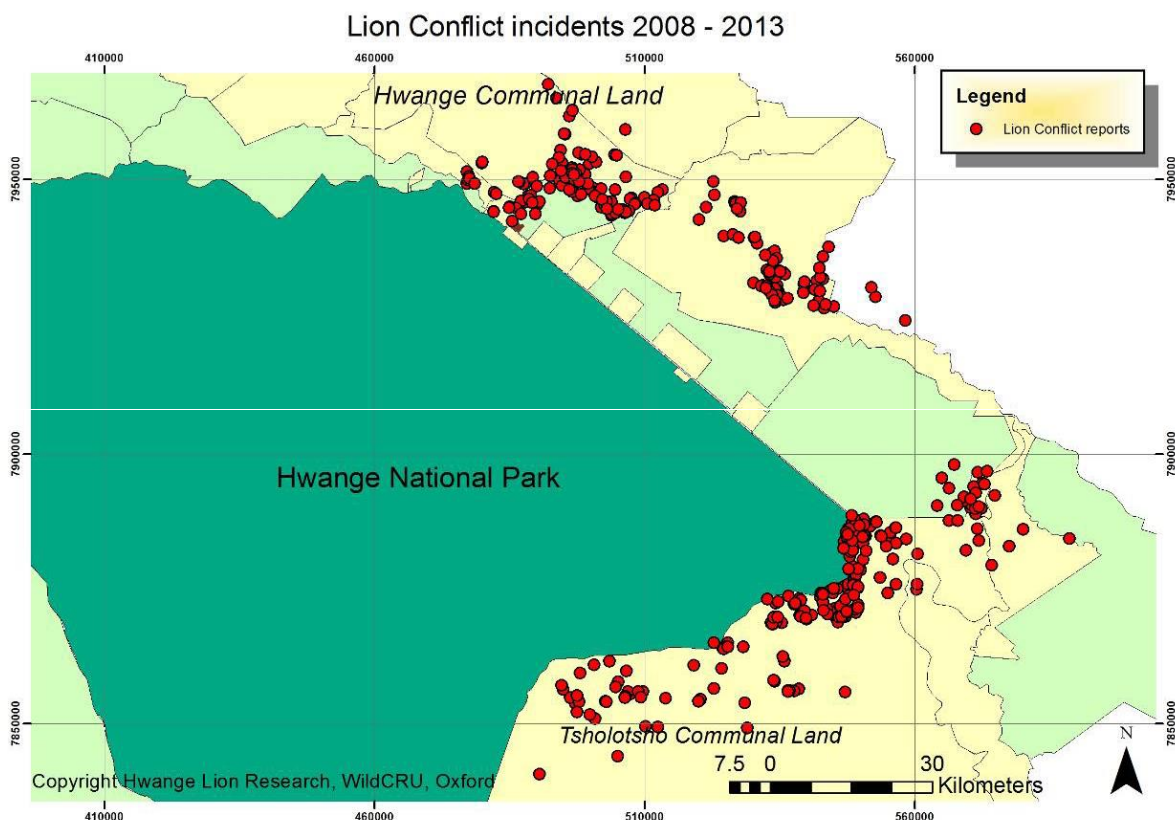 Lion Conflict incidents 2008 - 2013
410000 460000 510000 560000
Hwange Communal Land
Legend
Lion Conflict reports
7950000 7950000
Hwange National Park
7900000 7900000
N
7850000 7850000
Tsholotsho Communal Land
7.5 0 30
Kilometers
Copyright Hwange Lion Research, WildCRU, Oxford
410000 460000 510000 560000